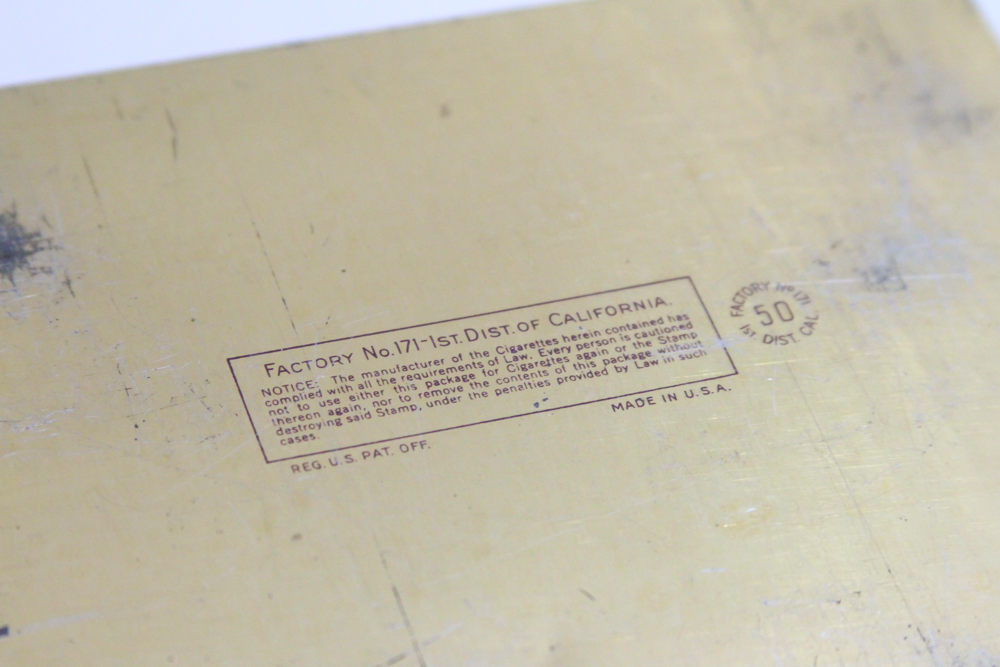 FACTORY No.171-1ST.DIST.OF CALIFORNIA.
NOTICE: The manufacturer of the Cigarettes herein contained has
complied with all the requirements of Law. Every person is cautioned
not to use either this package for Cigarettes again or the Stamp
thereon again, nor to remove the contents of this package without
destroying said Stamp, under the penalties provided by Law in such
cases.
REG. U.S. PAT. OFF.
MADE IN U.S.A.
FACTORY No 171
50
1ST. DIST. CAL.